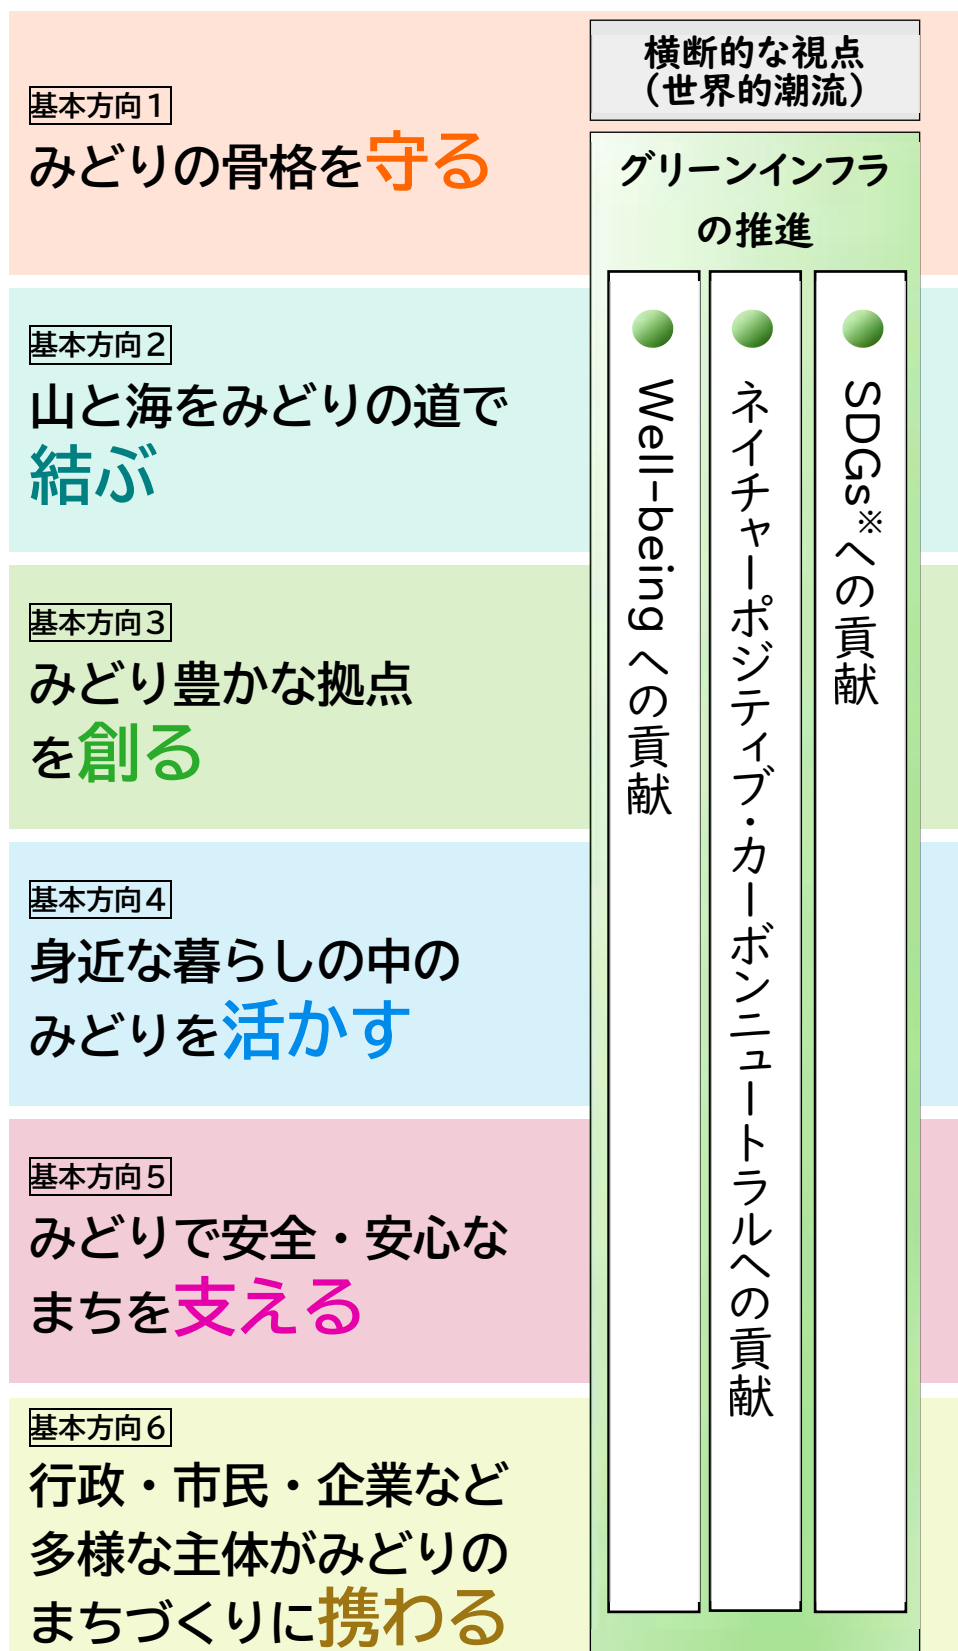 基本方向１
みどりの骨格を守る
基本方向２
山と海をみどりの道で
結ぶ
基本方向３
みどり豊かな拠点
を創る
基本方向４
身近な暮らしの中の
みどりを活かす
基本方向５
みどりで安全・安心な
まちを支える
基本方向６
行政・市民・企業など
多様な主体がみどりの
まちづくりに携わる
横断的な視点
（世界的潮流）
グリーンインフラ
の推進
SDGs※への貢献
ネイチャーポジティブ・カーボンニュートラルへの貢献
Well-being への貢献